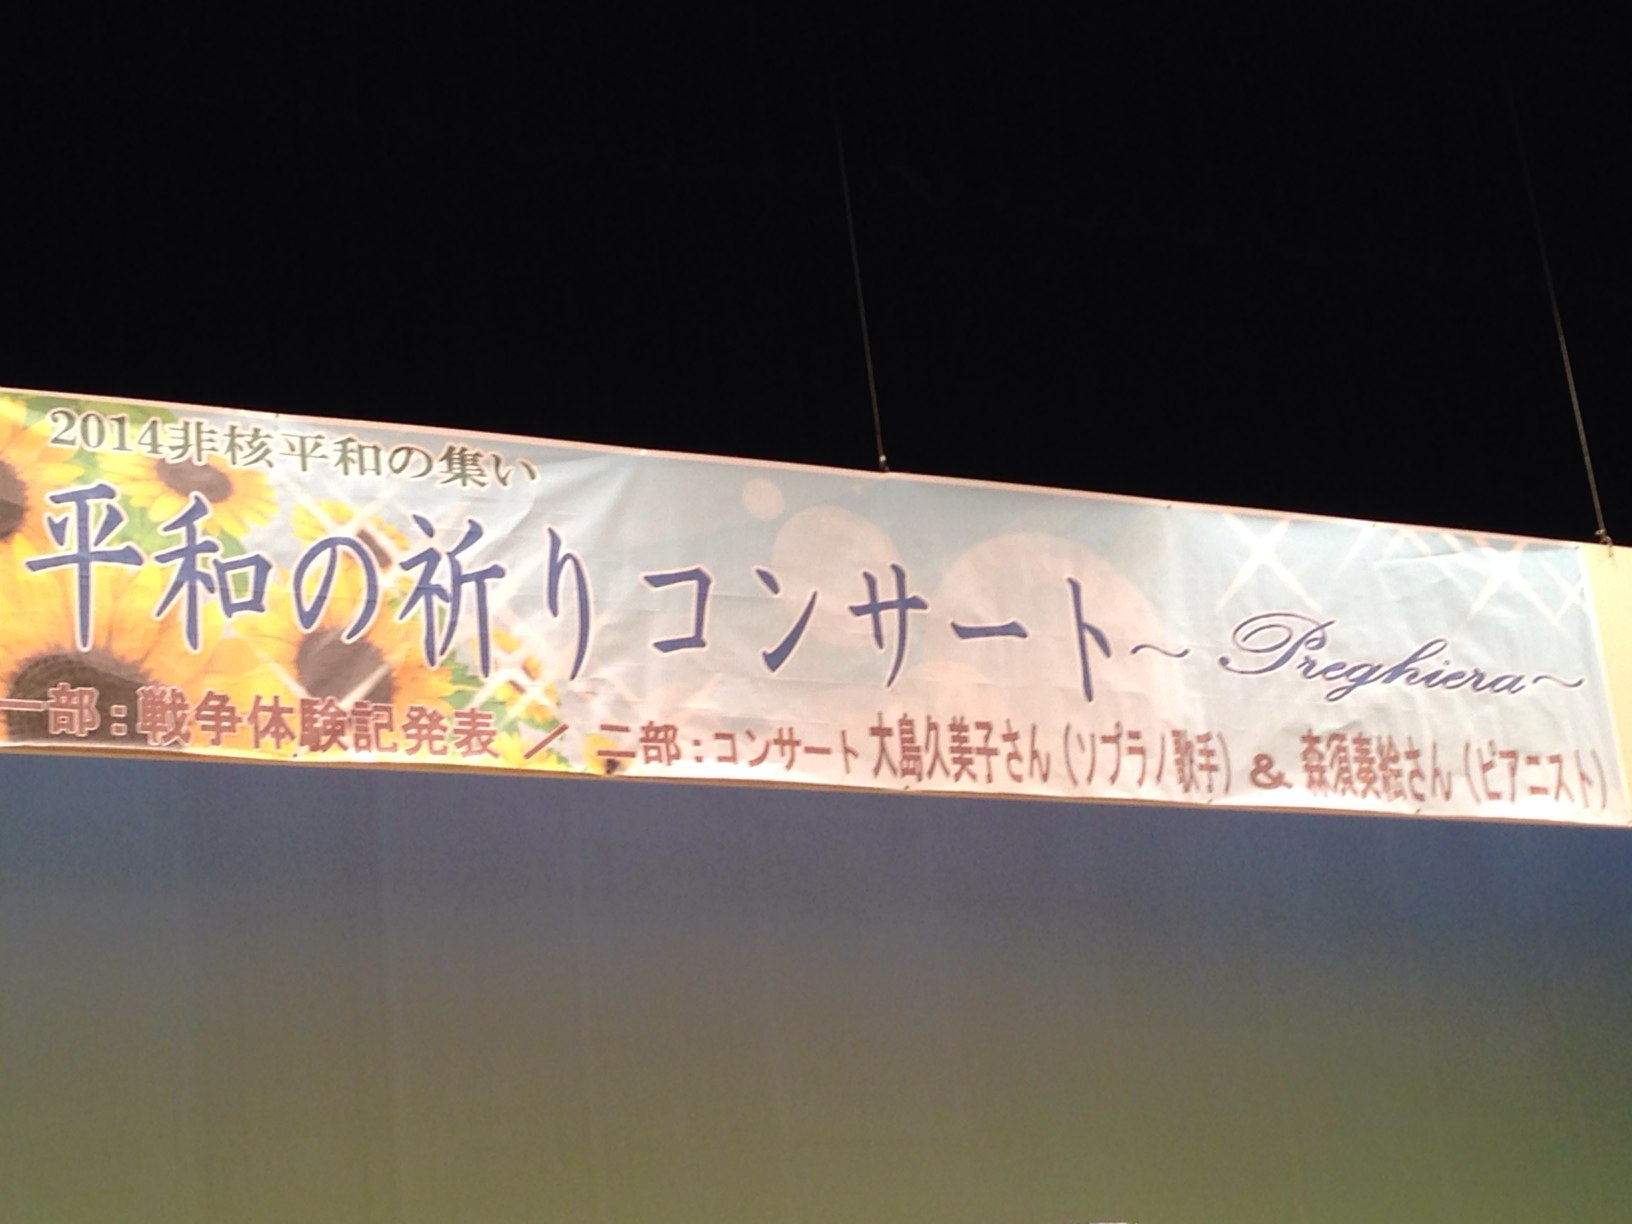 2014非核平和の集い
平和の祈りコンサート～Preghiera～
一部：戦争体験記発表 ／ 二部：コンサート 大島久美子さん（ソプラノ歌手）& 森須奏絵さん（ピアニスト）